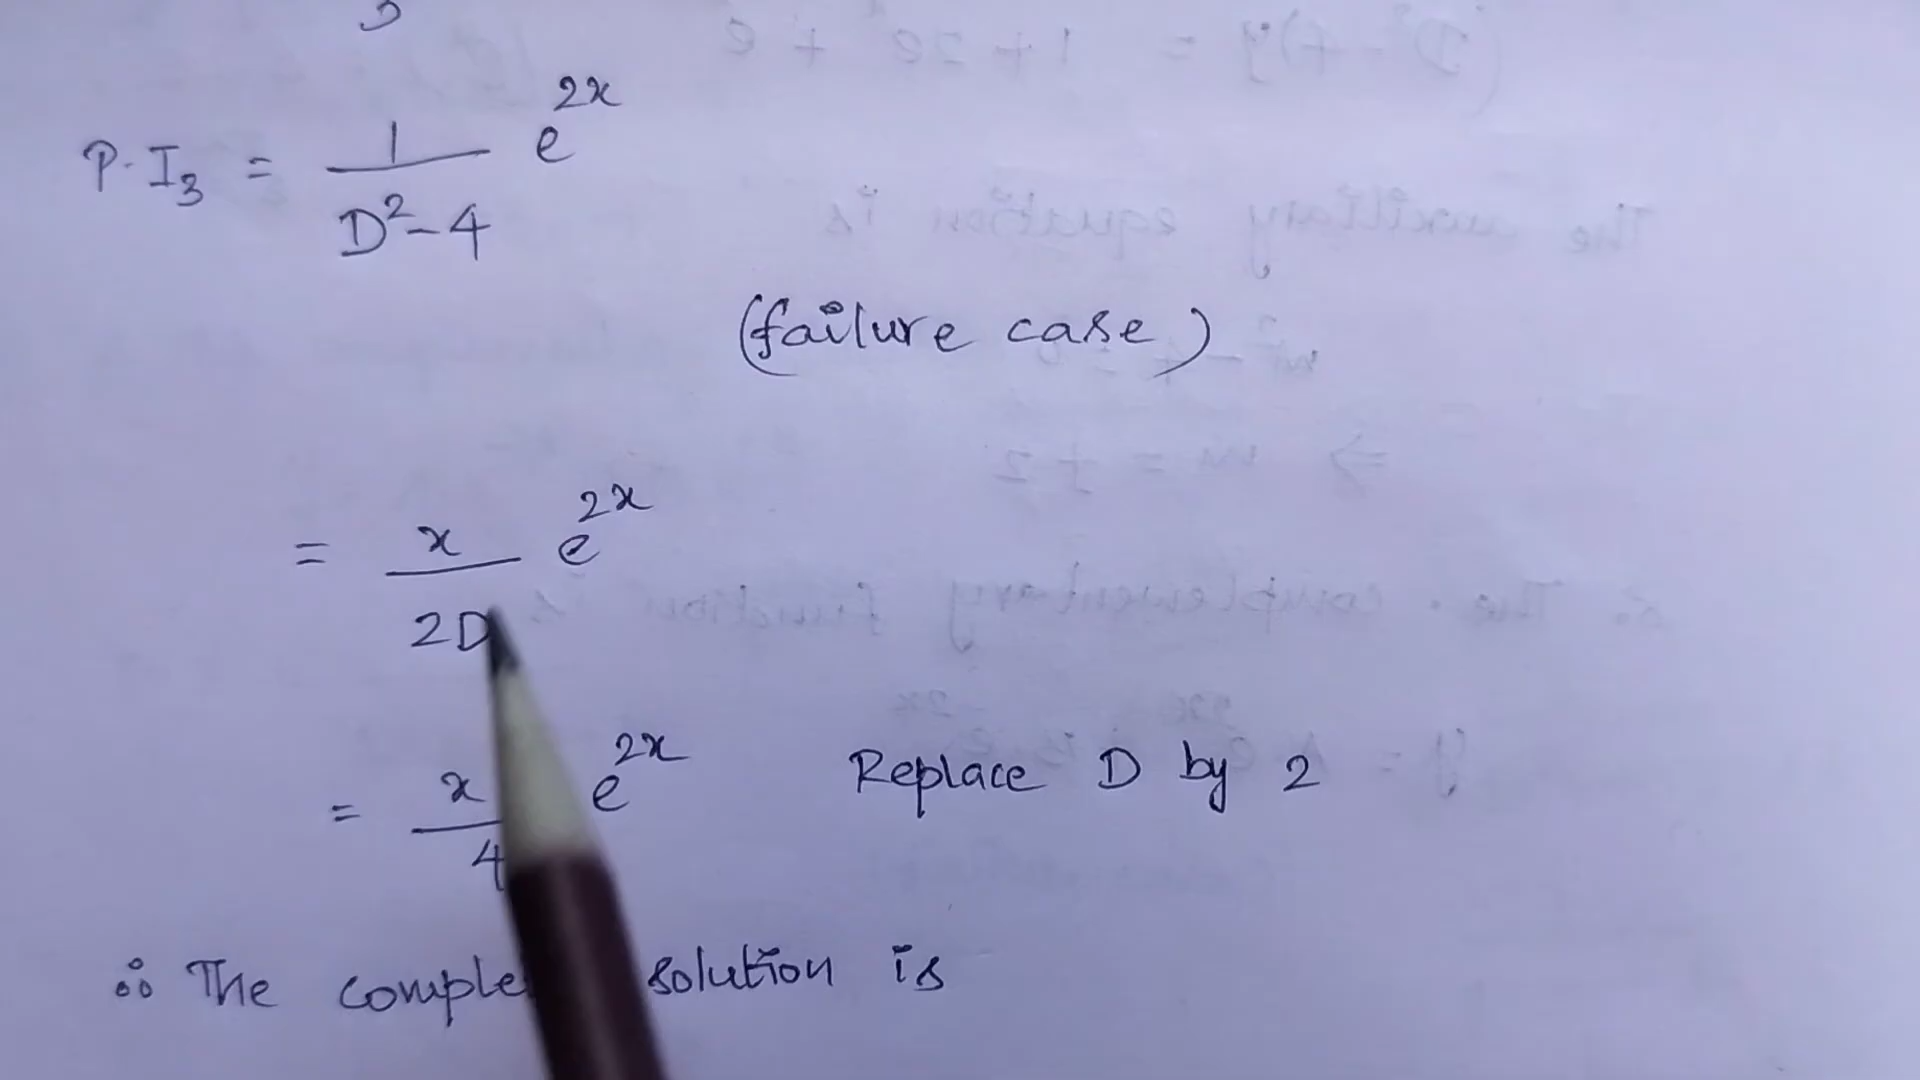 P.I₃ = 1/(D²-4) e^{2x}
(failure case)
= x/2D e^{2x}
= x/4 e^{2x} Replace D by 2
∴ The comple solution is